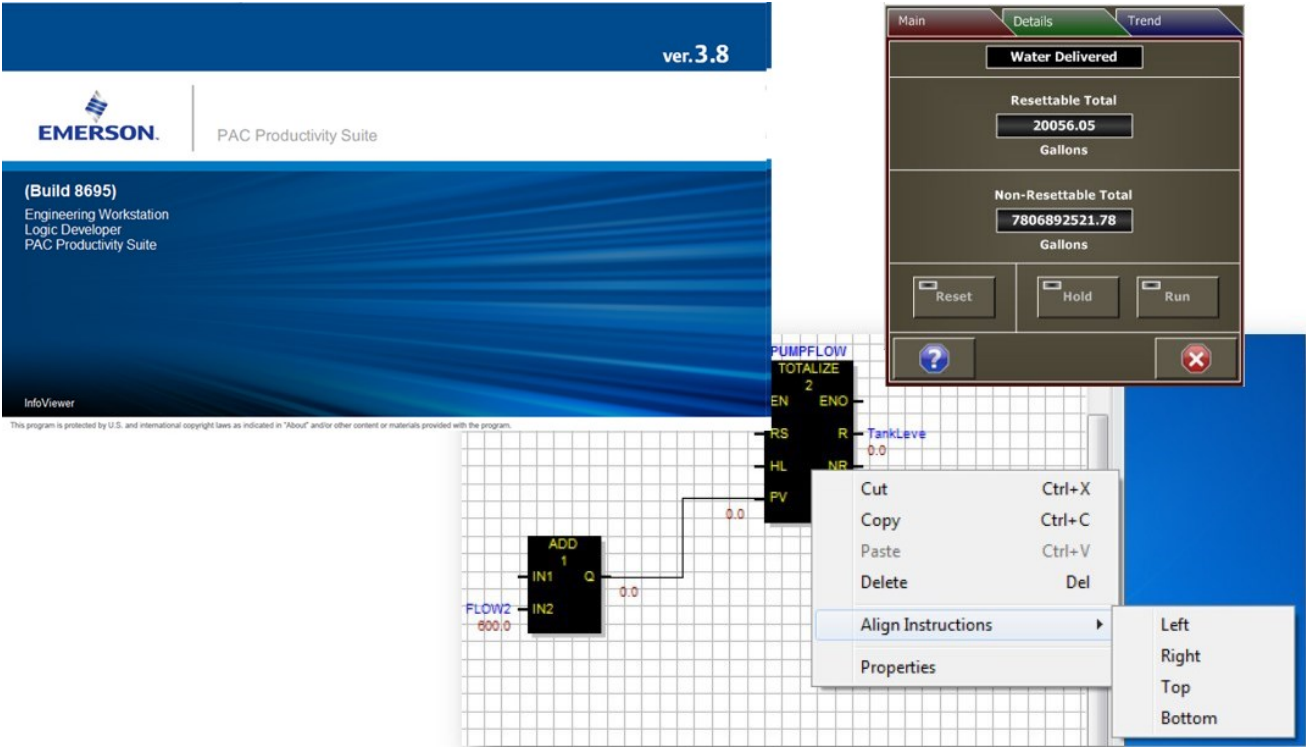 ver.3.8
EMERSON.
PAC Productivity Suite
(Build 8695)
Engineering Workstation
Logic Developer
PAC Productivity Suite
InfoViewer
This program is protected by U.S. and international copyright laws as indicated in "About" and/or other content or materials provided with the program.
Main Details Trend
Water Delivered
Resettable Total
20056.05
Gallons
Non-Resettable Total
7806892521.78
Gallons
Reset Hold Run
?
PUMPFLOW
TOTALIZE
2
EN ENO
RS R TankLeve
0.0
HL NR
PV
0.0
ADD
1
IN1 Q
0.0
FLOW2 IN2
600.0
Cut Ctrl+X
Copy Ctrl+C
Paste Ctrl+V
Delete Del
Align Instructions
Properties
Left
Right
Top
Bottom